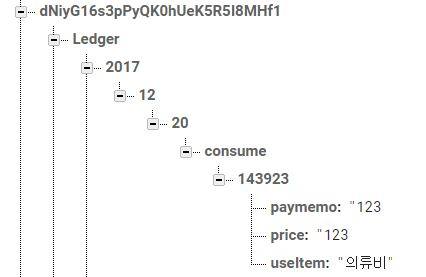 dNiyG16s3pPyQK0hUeK5R5I8MHf1
Ledger
2017
12
20
consume
143923
paymemo: "123
price: "123
useItem: "의류비"